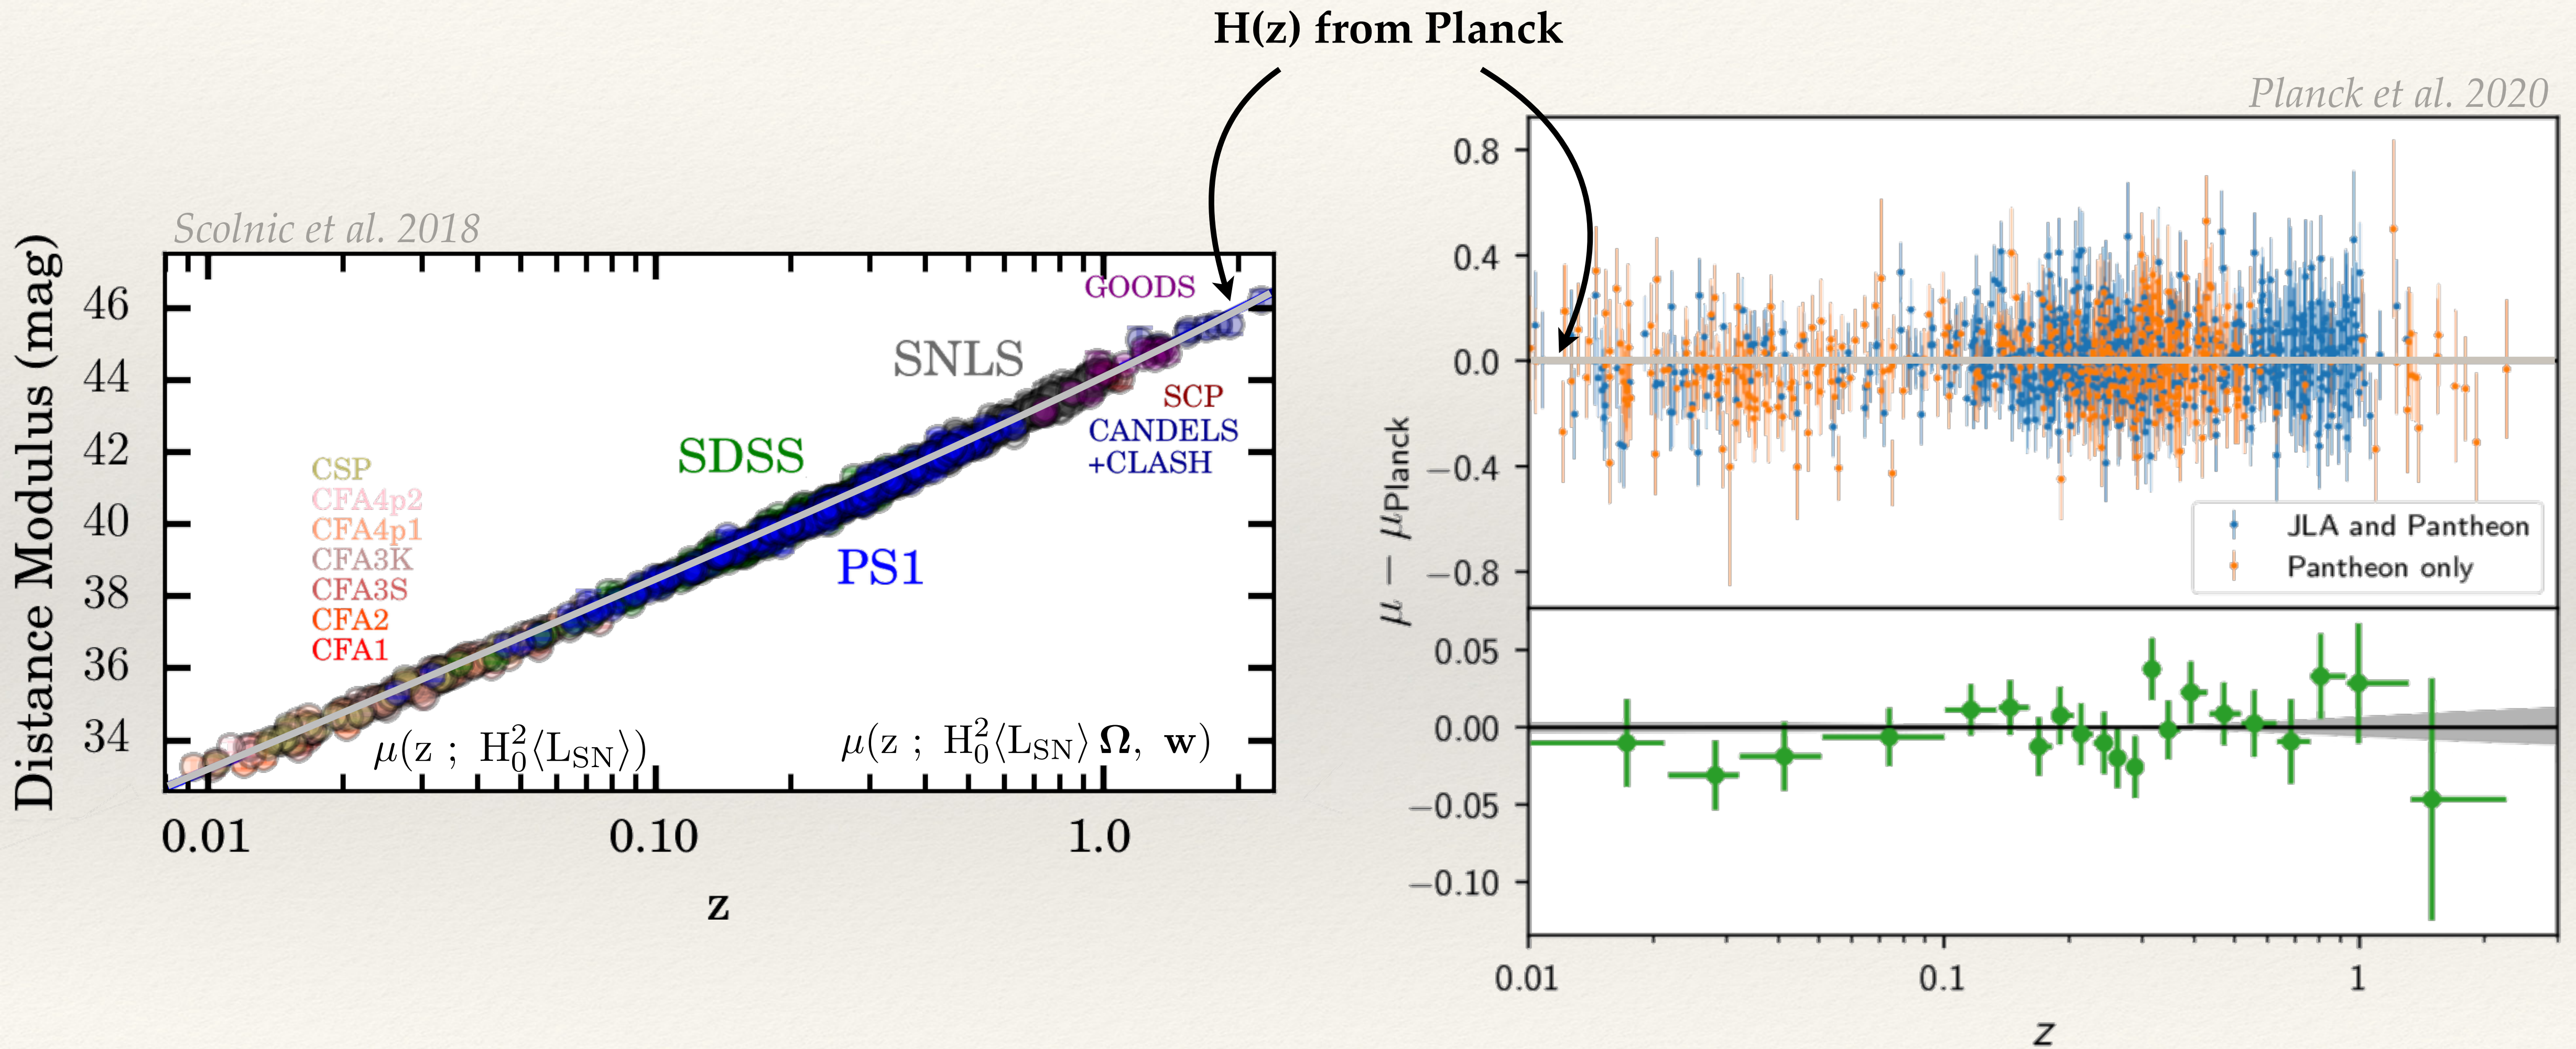 H(z) from Planck
Scolnic et al. 2018
Distance Modulus (mag)
46
44
42
40
38
36
34
GOODS
SNLS
SCP
CANDELS
+CLASH
SDSS
PS1
CSP
CFA4p2
CFA4p1
CFA3K
CFA3S
CFA2
CFA1
μ(z ; H₀²⟨L_SN⟩)
μ(z ; H₀²⟨L_SN⟩ Ω, w)
0.01 0.10 1.0
z
Planck et al. 2020
μ − μ_Planck
0.8
0.4
0.0
−0.4
−0.8
JLA and Pantheon
Pantheon only
0.05
0.00
−0.05
−0.10
0.01 0.1 1
z